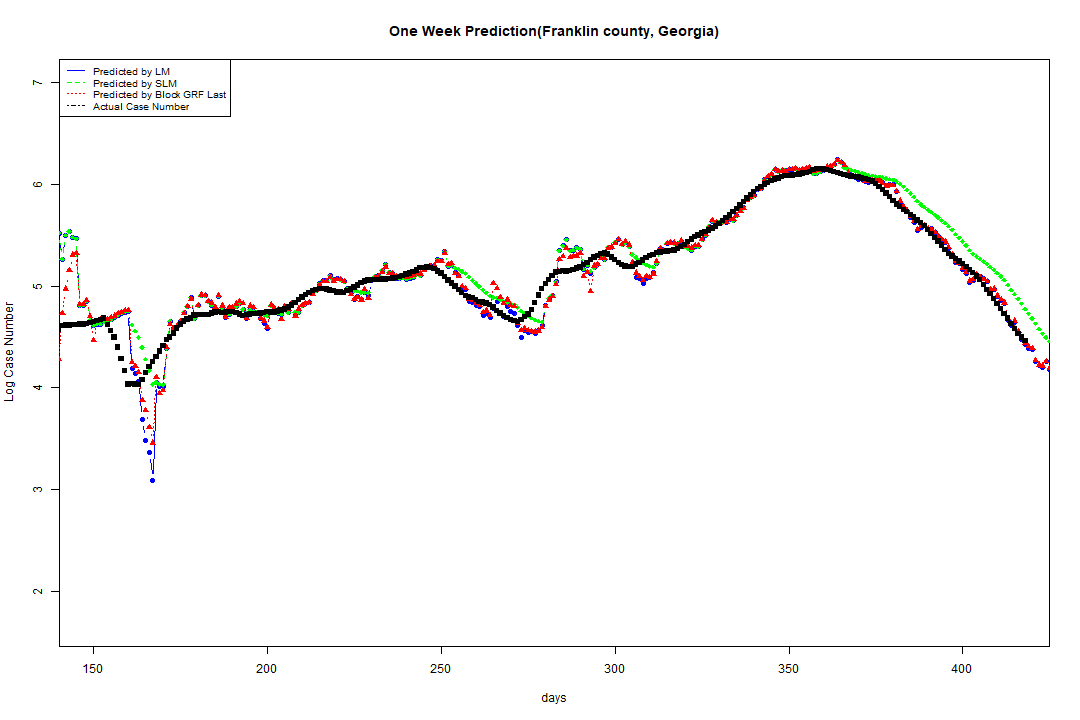 One Week Prediction(Franklin county, Georgia)
Predicted by LM
Predicted by SLM
Predicted by Block GRF Last
Actual Case Number
7
6
5
4
3
2
Log Case Number
150 200 250 300 350 400
days